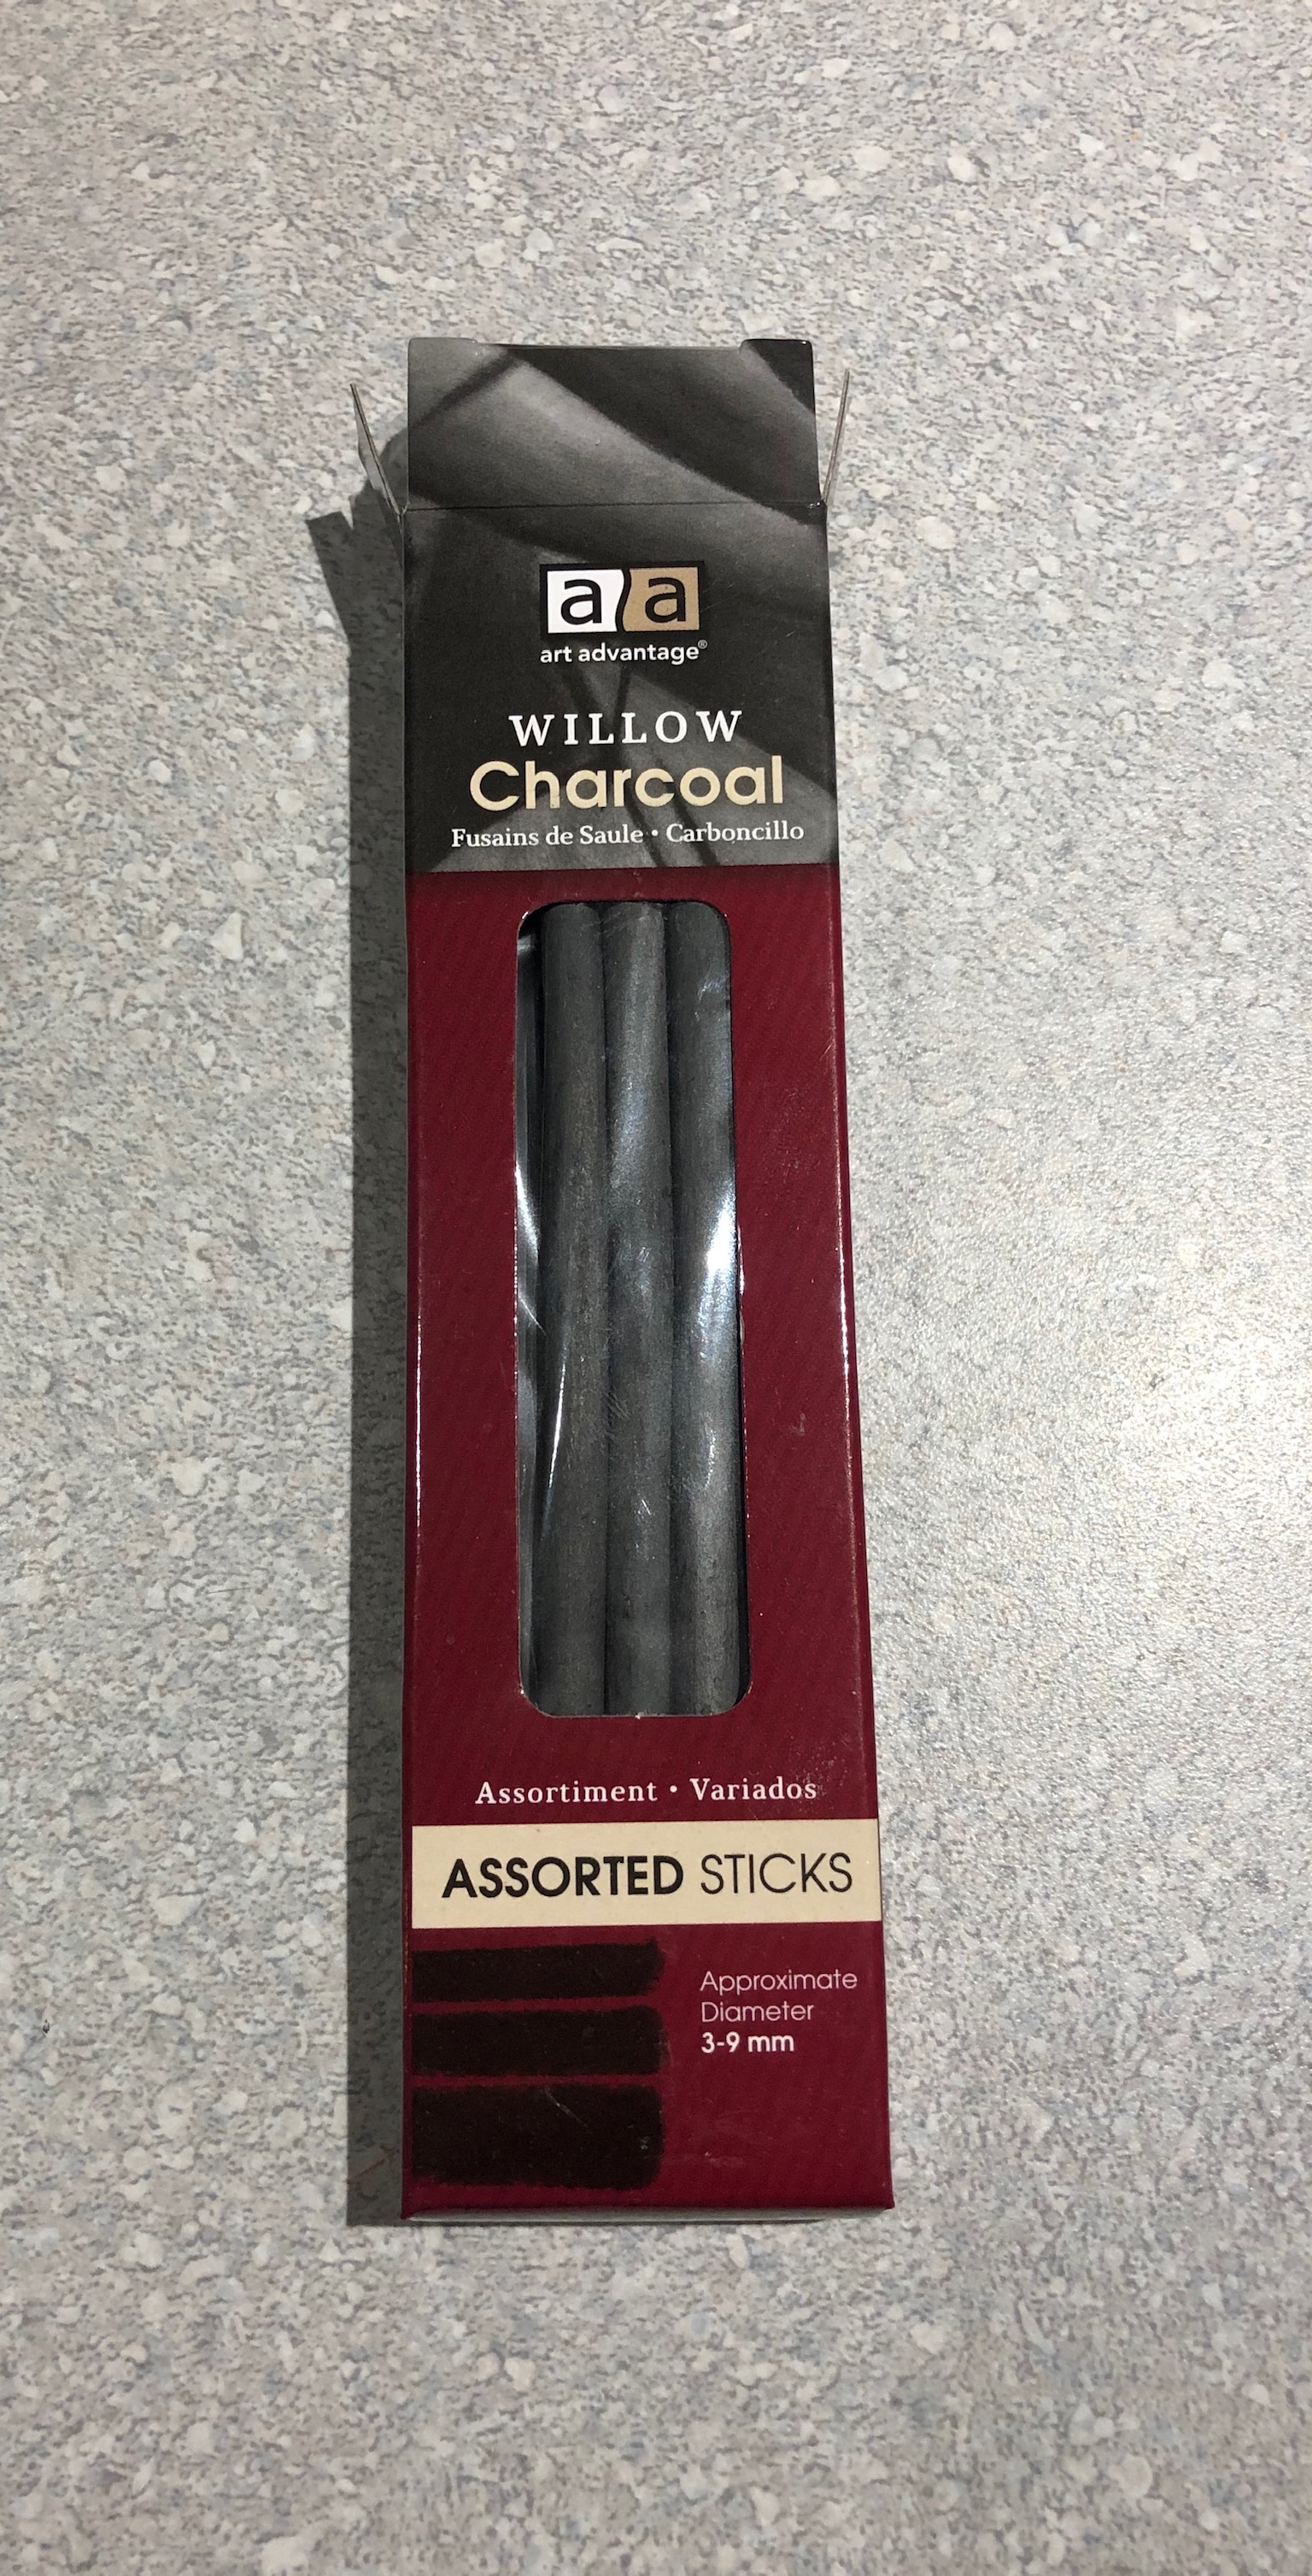 a a
art advantage®
WILLOW
Charcoal
Fusains de Saule • Carboncillo
Assortiment • Variados
ASSORTED STICKS
Approximate
Diameter
3-9 mm